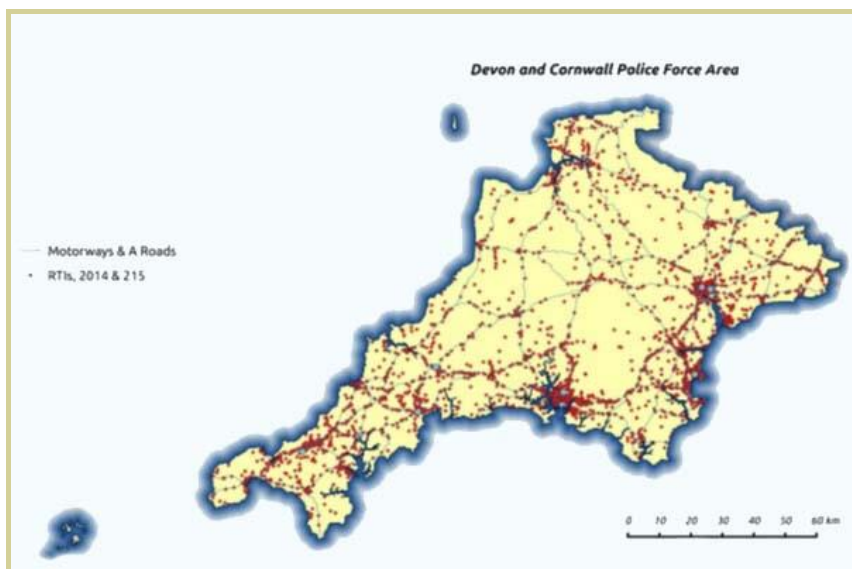 Devon and Cornwall Police Force Area
Motorways & A Roads
RTIs, 2014 & 215
0 10 20 30 40 50 60 km